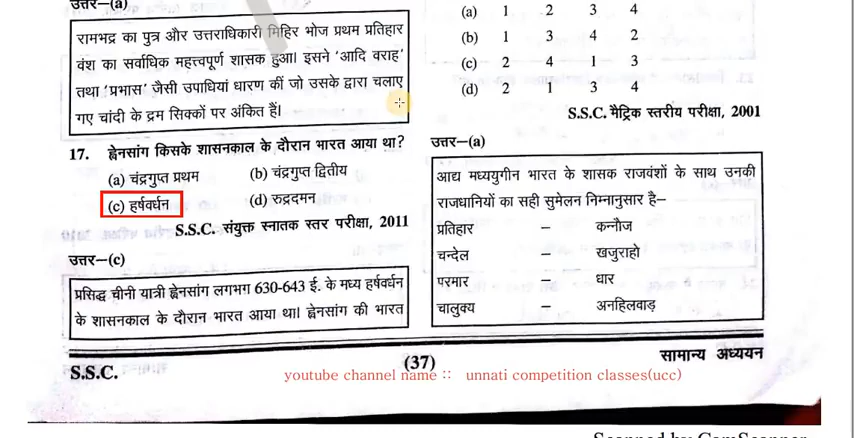 उत्तर–(a)
रामभद्र का पुत्र और उत्तराधिकारी मिहिर भोज प्रथम प्रतिहार
वंश का सर्वाधिक महत्त्वपूर्ण शासक हुआ। इसने 'आदि वराह'
तथा 'प्रभास' जैसी उपाधियां धारण कीं जो उसके द्वारा चलाए
गए चांदी के द्रम सिक्कों पर अंकित हैं।
17. ह्वेनसांग किसके शासनकाल के दौरान भारत आया था?
(a) चंद्रगुप्त प्रथम (b) चंद्रगुप्त द्वितीय
(c) हर्षवर्धन (d) रुद्रदमन
S.S.C. संयुक्त स्नातक स्तर परीक्षा, 2011
उत्तर–(c)
प्रसिद्ध चीनी यात्री ह्वेनसांग लगभग 630-643 ई. के मध्य हर्षवर्धन
के शासनकाल के दौरान भारत आया था। ह्वेनसांग की भारत
(a) 1 2 3 4
(b) 1 3 4 2
(c) 2 4 1 3
(d) 2 1 3 4
S.S.C. मैट्रिक स्तरीय परीक्षा, 2001
उत्तर–(a)
आद्य मध्ययुगीन भारत के शासक राजवंशों के साथ उनकी
राजधानियों का सही सुमेलन निम्नानुसार है–
प्रतिहार – कन्नौज
चन्देल – खजुराहो
परमार – धार
चालुक्य – अनहिलवाड़
S.S.C. (37) सामान्य अध्ययन
youtube channel name :: unnati competition classes(ucc)
Scanned by CamScanner